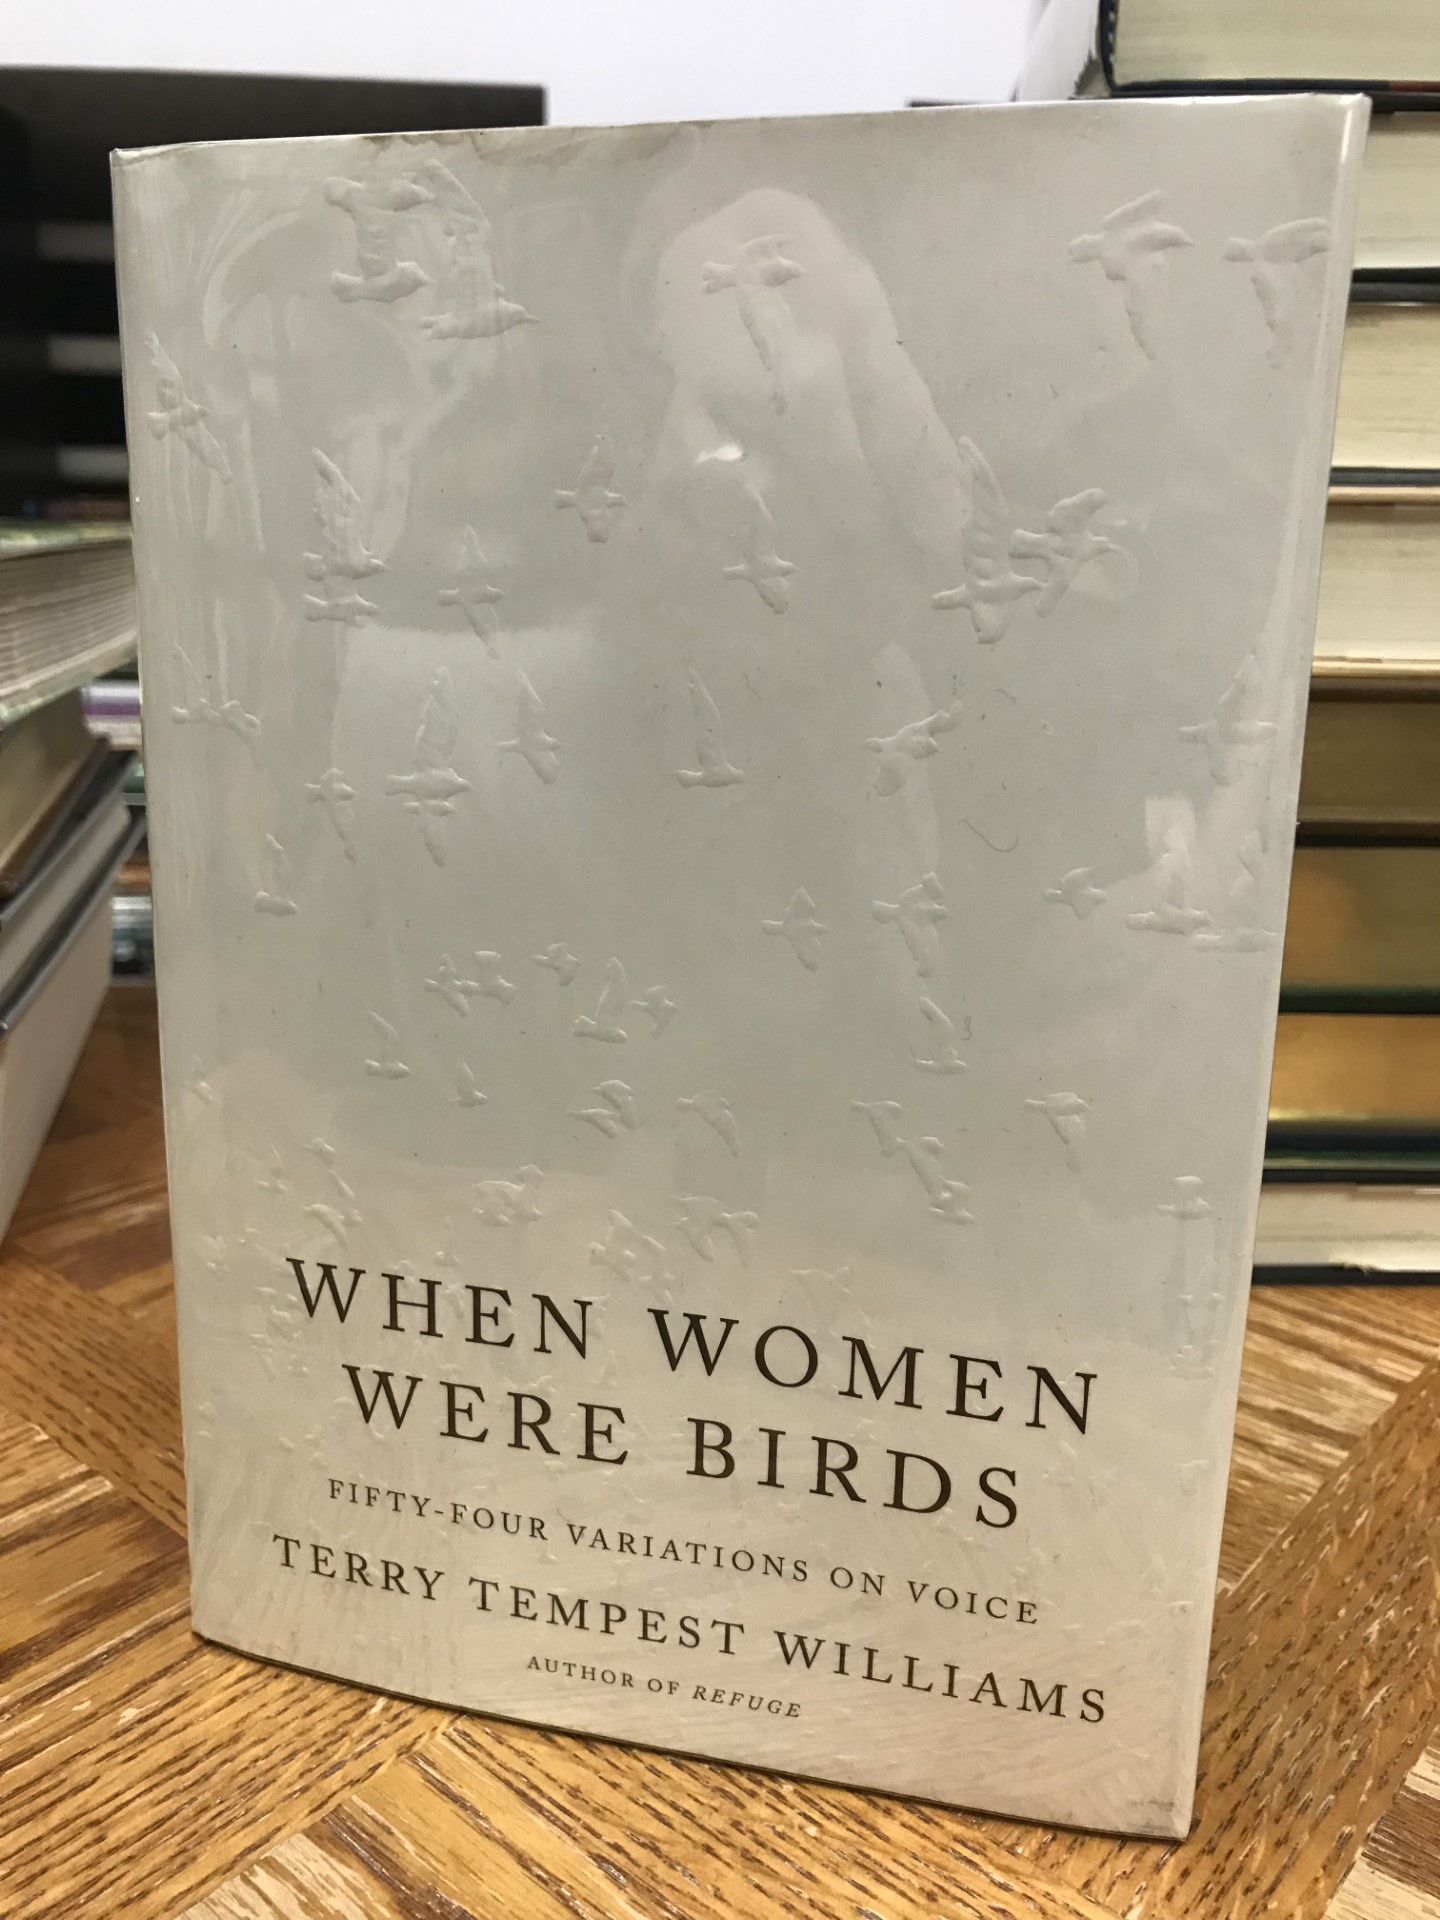 WHEN WOMEN
WERE BIRDS
FIFTY-FOUR VARIATIONS ON VOICE
TERRY TEMPEST WILLIAMS
AUTHOR OF REFUGE